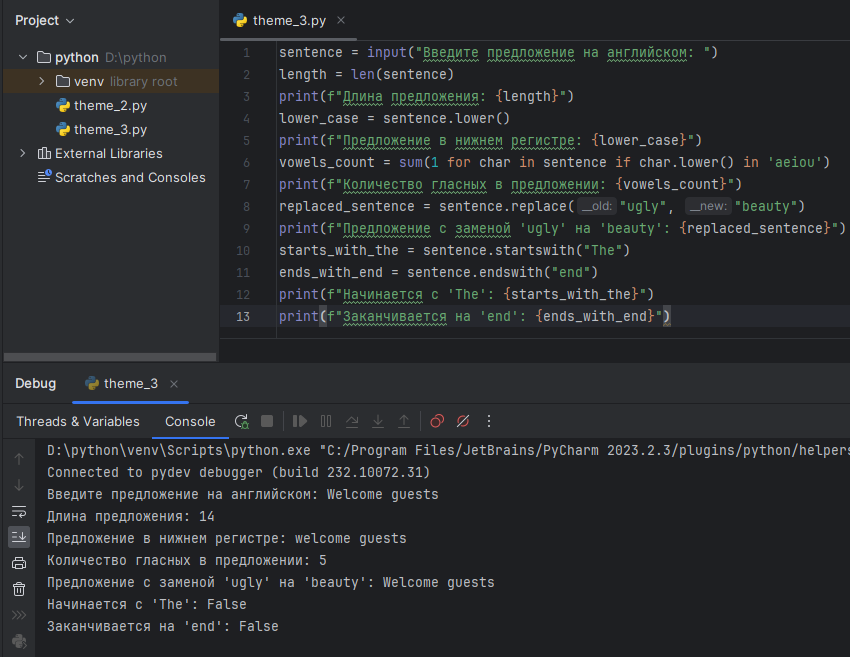 Project
theme_3.py
python D:\python
venv library root
theme_2.py
theme_3.py
External Libraries
Scratches and Consoles
1 sentence = input("Введите предложение на английском: ")
2 length = len(sentence)
3 print(f"Длина предложения: {length}")
4 lower_case = sentence.lower()
5 print(f"Предложение в нижнем регистре: {lower_case}")
6 vowels_count = sum(1 for char in sentence if char.lower() in 'aeiou')
7 print(f"Количество гласных в предложении: {vowels_count}")
8 replaced_sentence = sentence.replace(__old: "ugly", __new: "beauty")
9 print(f"Предложение с заменой 'ugly' на 'beauty': {replaced_sentence}")
10 starts_with_the = sentence.startswith("The")
11 ends_with_end = sentence.endswith("end")
12 print(f"Начинается с 'The': {starts_with_the}")
13 print(f"Заканчивается на 'end': {ends_with_end}")
Debug theme_3
Threads & Variables Console
D:\python\venv\Scripts\python.exe "C:/Program Files/JetBrains/PyCharm 2023.2.3/plugins/python/helpers
Connected to pydev debugger (build 232.10072.31)
Введите предложение на английском: Welcome guests
Длина предложения: 14
Предложение в нижнем регистре: welcome guests
Количество гласных в предложении: 5
Предложение с заменой 'ugly' на 'beauty': Welcome guests
Начинается с 'The': False
Заканчивается на 'end': False